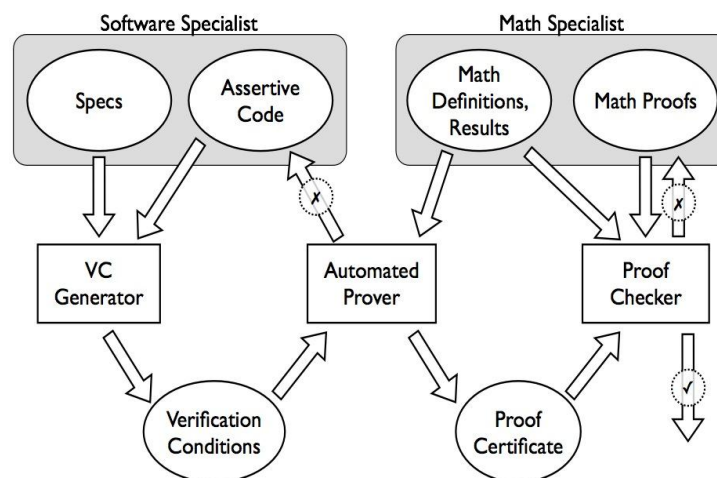 Software Specialist
Math Specialist
Specs
Assertive
Code
Math
Definitions,
Results
Math Proofs
✗
✗
VC
Generator
Automated
Prover
Proof
Checker
✓
Verification
Conditions
Proof
Certificate